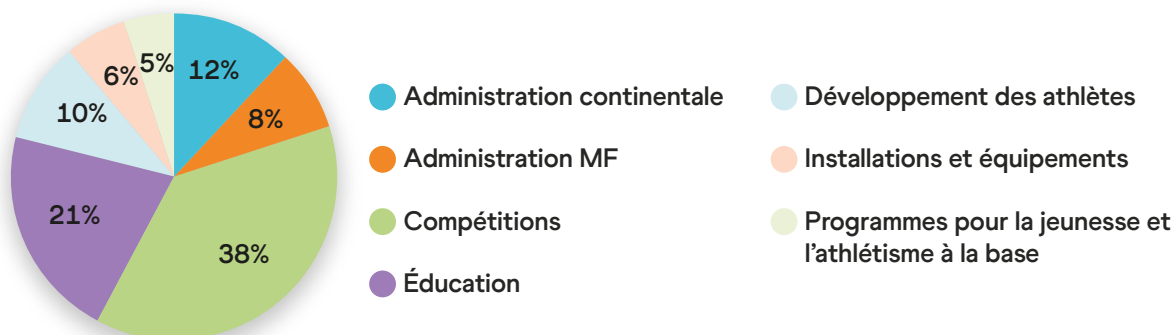 5%
12%
6%
10%
8%
21%
38%
Administration continentale
Administration MF
Compétitions
Éducation
Développement des athlètes
Installations et équipements
Programmes pour la jeunesse et
l'athlétisme à la base